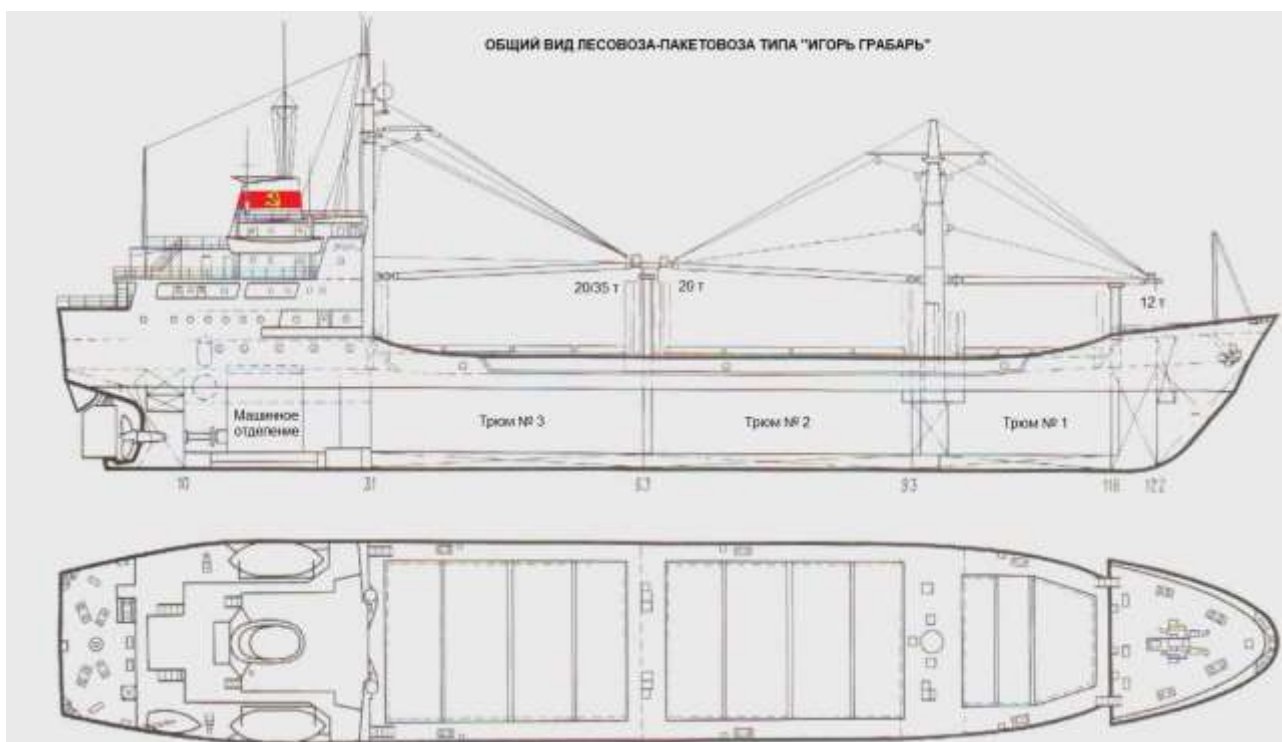 ОБЩИЙ ВИД ЛЕСОВОЗА-ПАКЕТОВОЗА ТИПА "ИГОРЬ ГРАБАРЬ"
20/35 т
20 т
12 т
Машинное
отделение
Трюм № 3
Трюм № 2
Трюм № 1
10
31
63
93
118
122